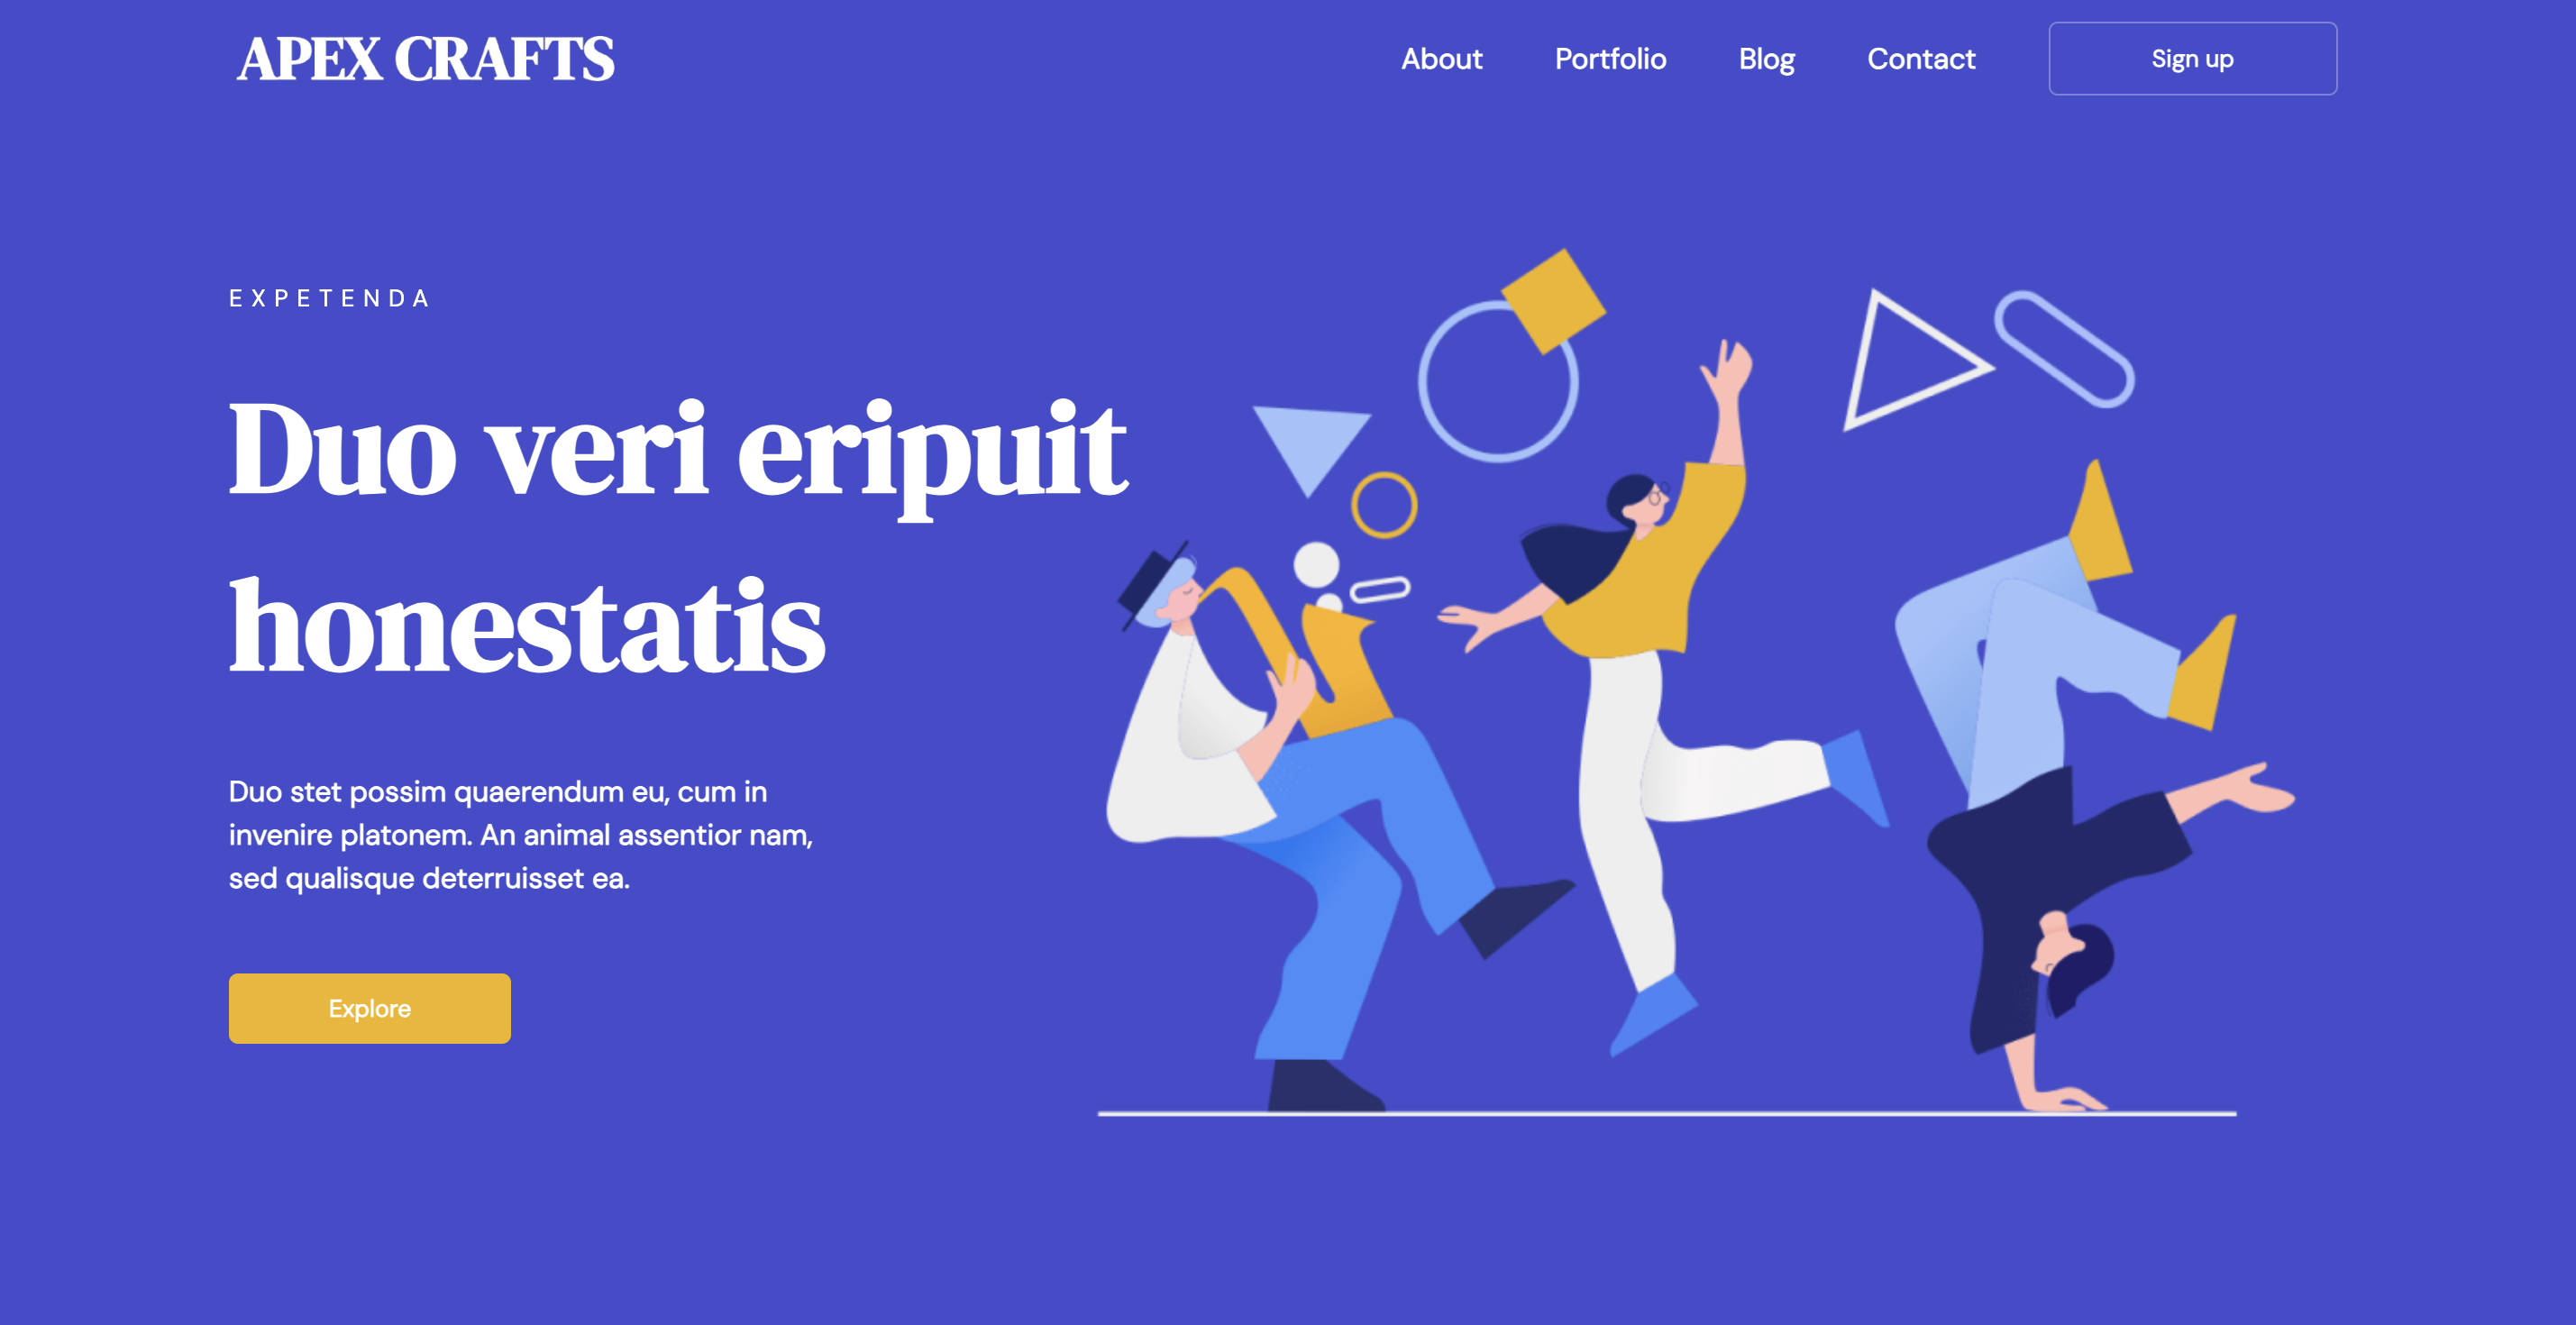 APEX CRAFTS
About Portfolio Blog Contact Sign up
EXPETENDA
Duo veri eripuit
honestatis
Duo stet possim quaerendum eu, cum in
invenire platonem. An animal assentior nam,
sed qualisque deterruisset ea.
Explore